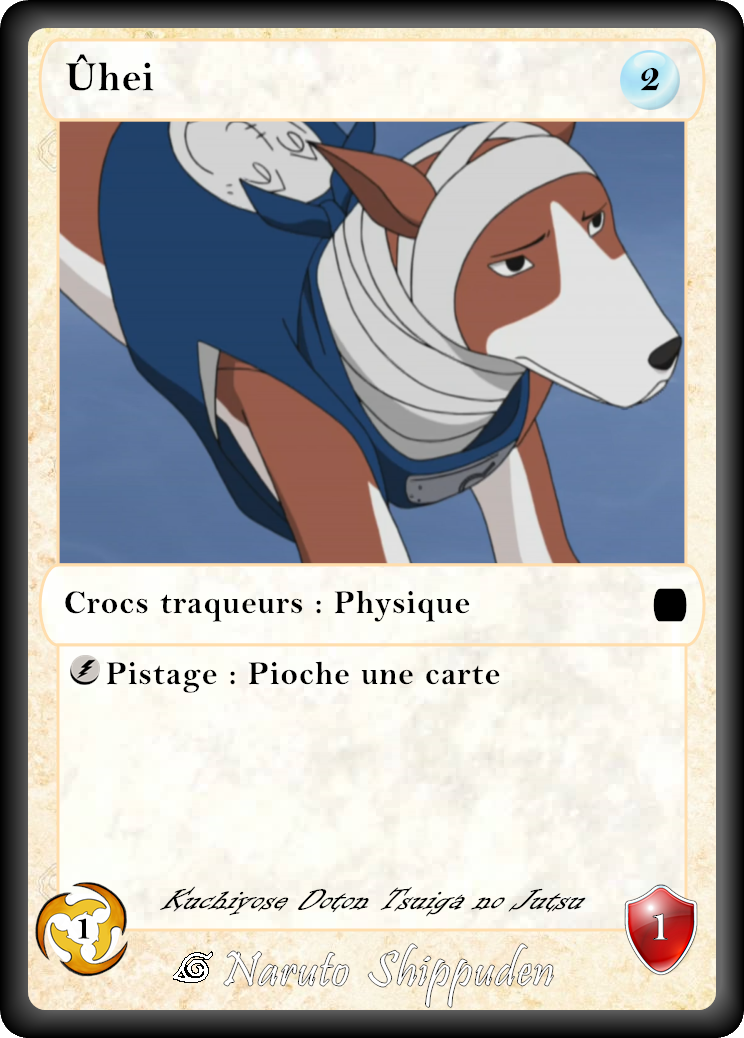 Ûhei
2
Crocs traqueurs : Physique
Pistage : Pioche une carte
Kuchiyose Doton Tsuiga no Jutsu
1
1
Naruto Shippuden